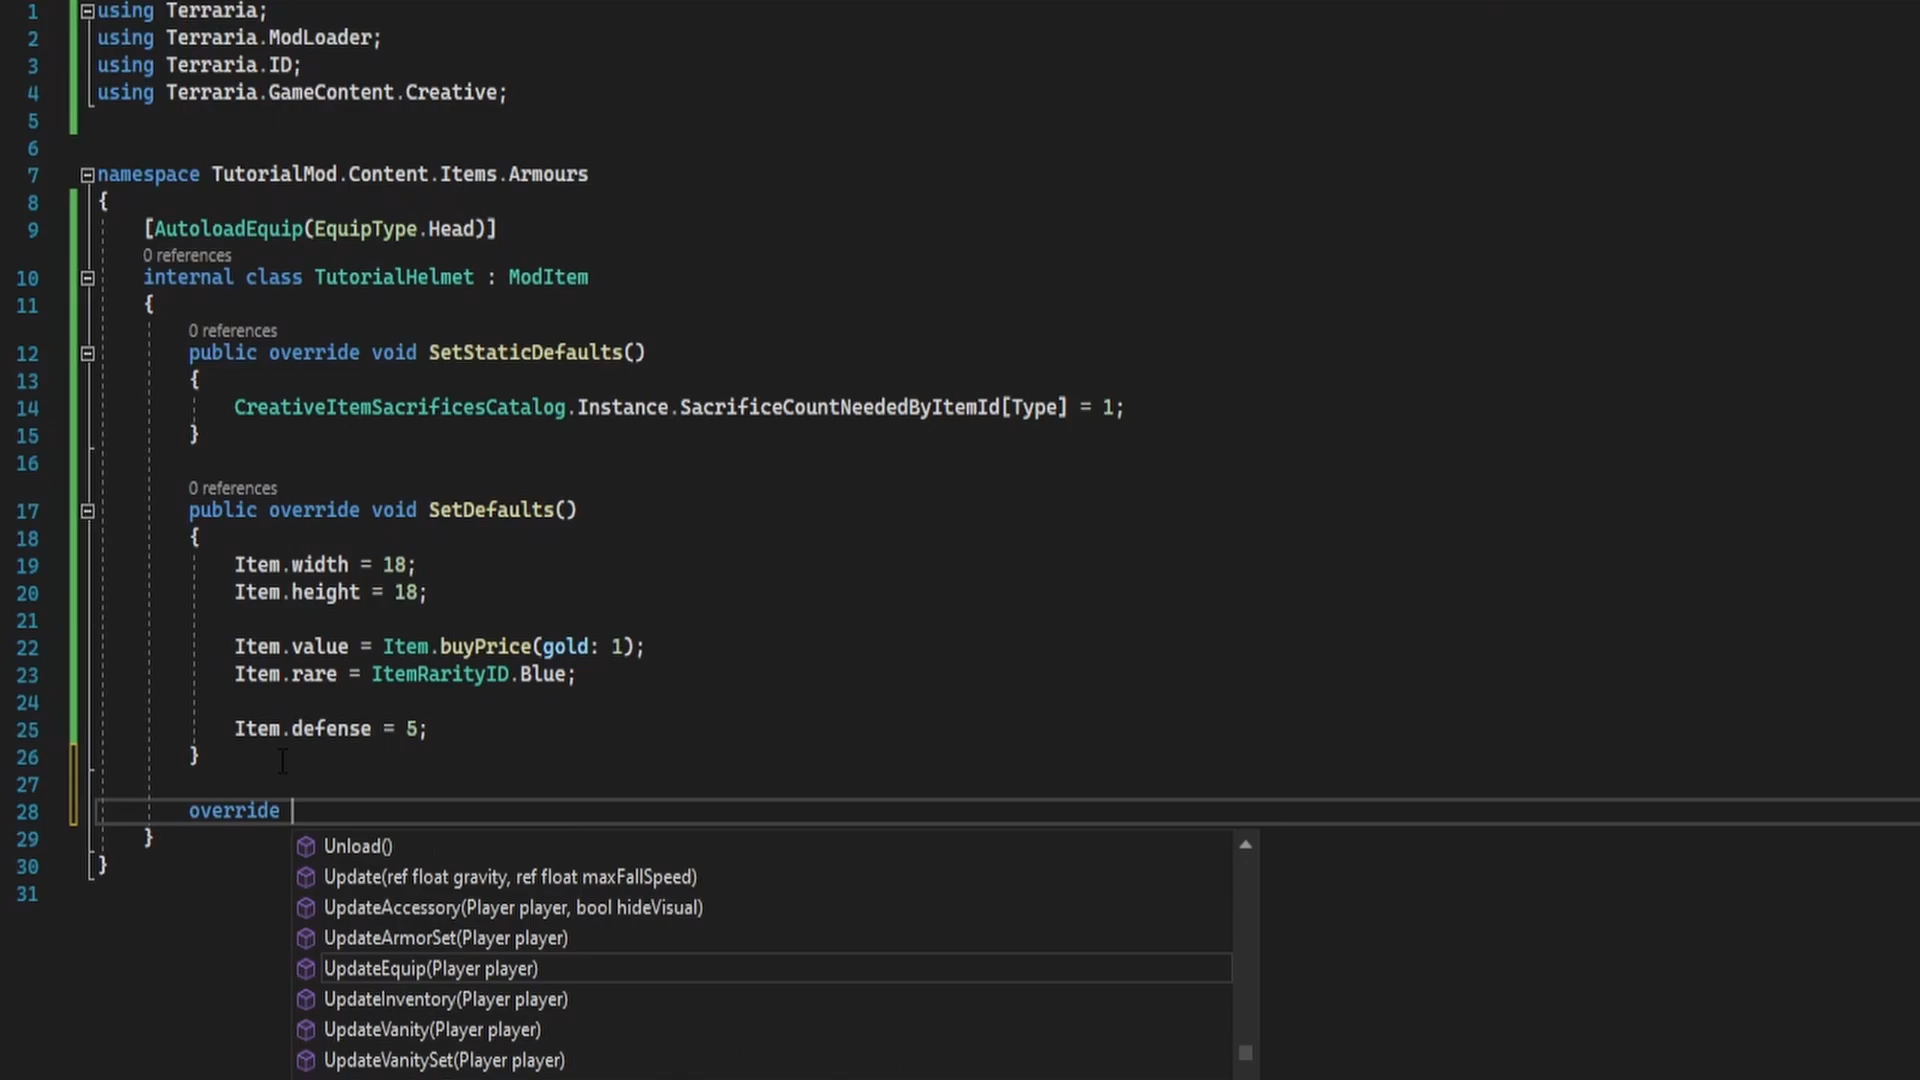 1 using Terraria;
2 using Terraria.ModLoader;
3 using Terraria.ID;
4 using Terraria.GameContent.Creative;
5
6
7 namespace TutorialMod.Content.Items.Armours
8 {
9 [AutoloadEquip(EquipType.Head)]
0 references
10 internal class TutorialHelmet : ModItem
11 {
0 references
12 public override void SetStaticDefaults()
13 {
14 CreativeItemSacrificesCatalog.Instance.SacrificeCountNeededByItemId[Type] = 1;
15 }
16
0 references
17 public override void SetDefaults()
18 {
19 Item.width = 18;
20 Item.height = 18;
21
22 Item.value = Item.buyPrice(gold: 1);
23 Item.rare = ItemRarityID.Blue;
24
25 Item.defense = 5;
26 }
27
28 override
29 }
30 }
31
Unload()
Update(ref float gravity, ref float maxFallSpeed)
UpdateAccessory(Player player, bool hideVisual)
UpdateArmorSet(Player player)
UpdateEquip(Player player)
UpdateInventory(Player player)
UpdateVanity(Player player)
UpdateVanitySet(Player player)